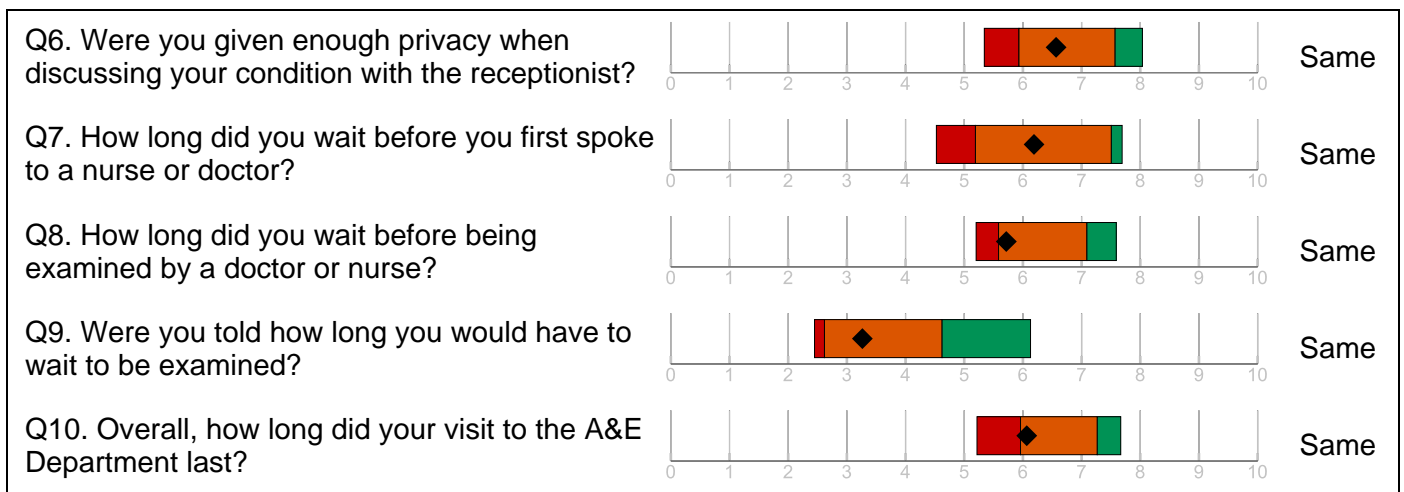 Q6. Were you given enough privacy when
discussing your condition with the receptionist?
0 1 2 3 4 5 6 7 8 9 10
Same
Q7. How long did you wait before you first spoke
to a nurse or doctor?
0 1 2 3 4 5 6 7 8 9 10
Same
Q8. How long did you wait before being
examined by a doctor or nurse?
0 1 2 3 4 5 6 7 8 9 10
Same
Q9. Were you told how long you would have to
wait to be examined?
0 1 2 3 4 5 6 7 8 9 10
Same
Q10. Overall, how long did your visit to the A&E
Department last?
0 1 2 3 4 5 6 7 8 9 10
Same